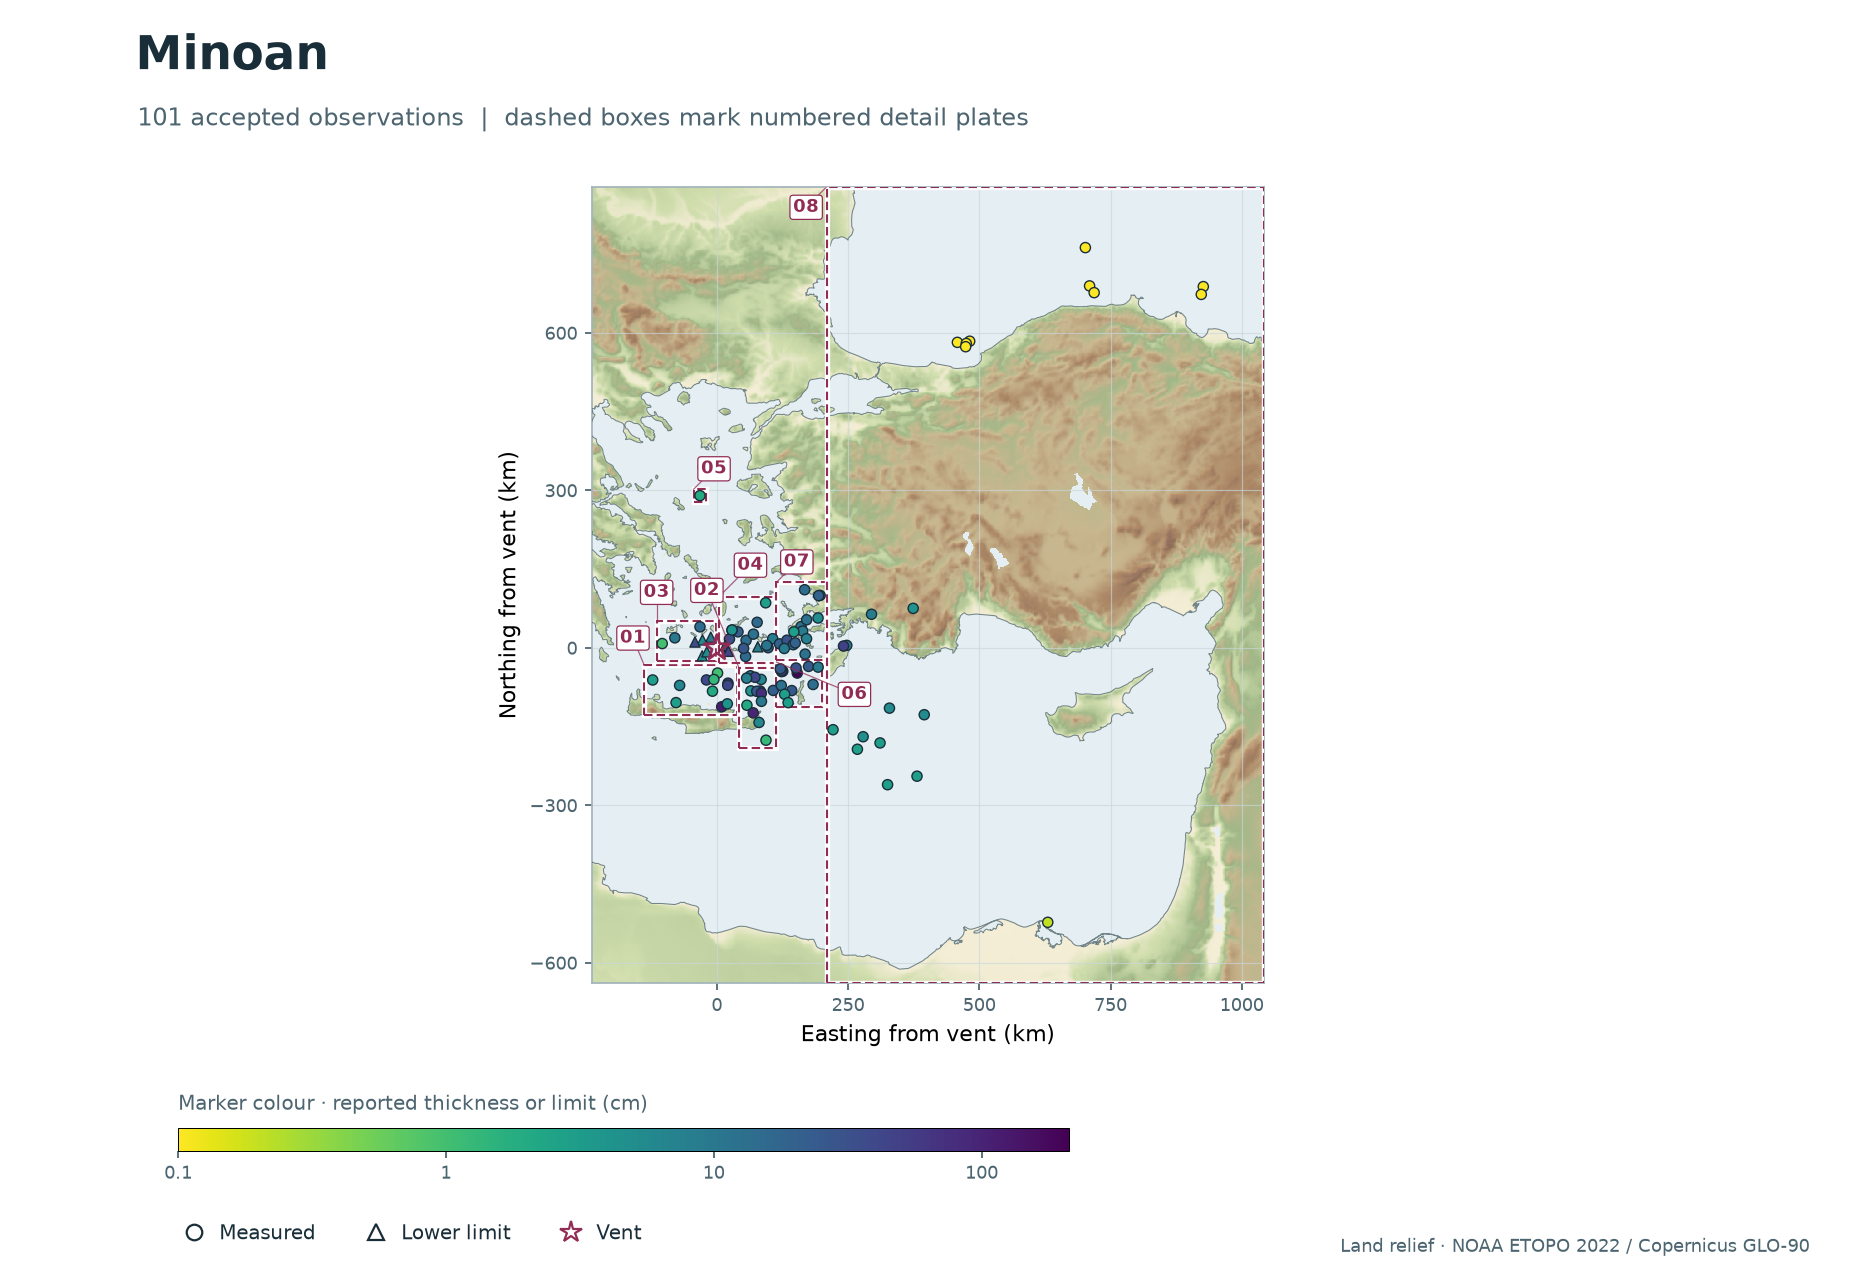 Minoan
101 accepted observations | dashed boxes mark numbered detail plates
08
05
04
07
03
02
01
06
600
300
0
−300
−600
Northing from vent (km)
0 250 500 750 1000
Easting from vent (km)
Marker colour · reported thickness or limit (cm)
0.1 1 10 100
Measured Lower limit Vent
Land relief · NOAA ETOPO 2022 / Copernicus GLO-90